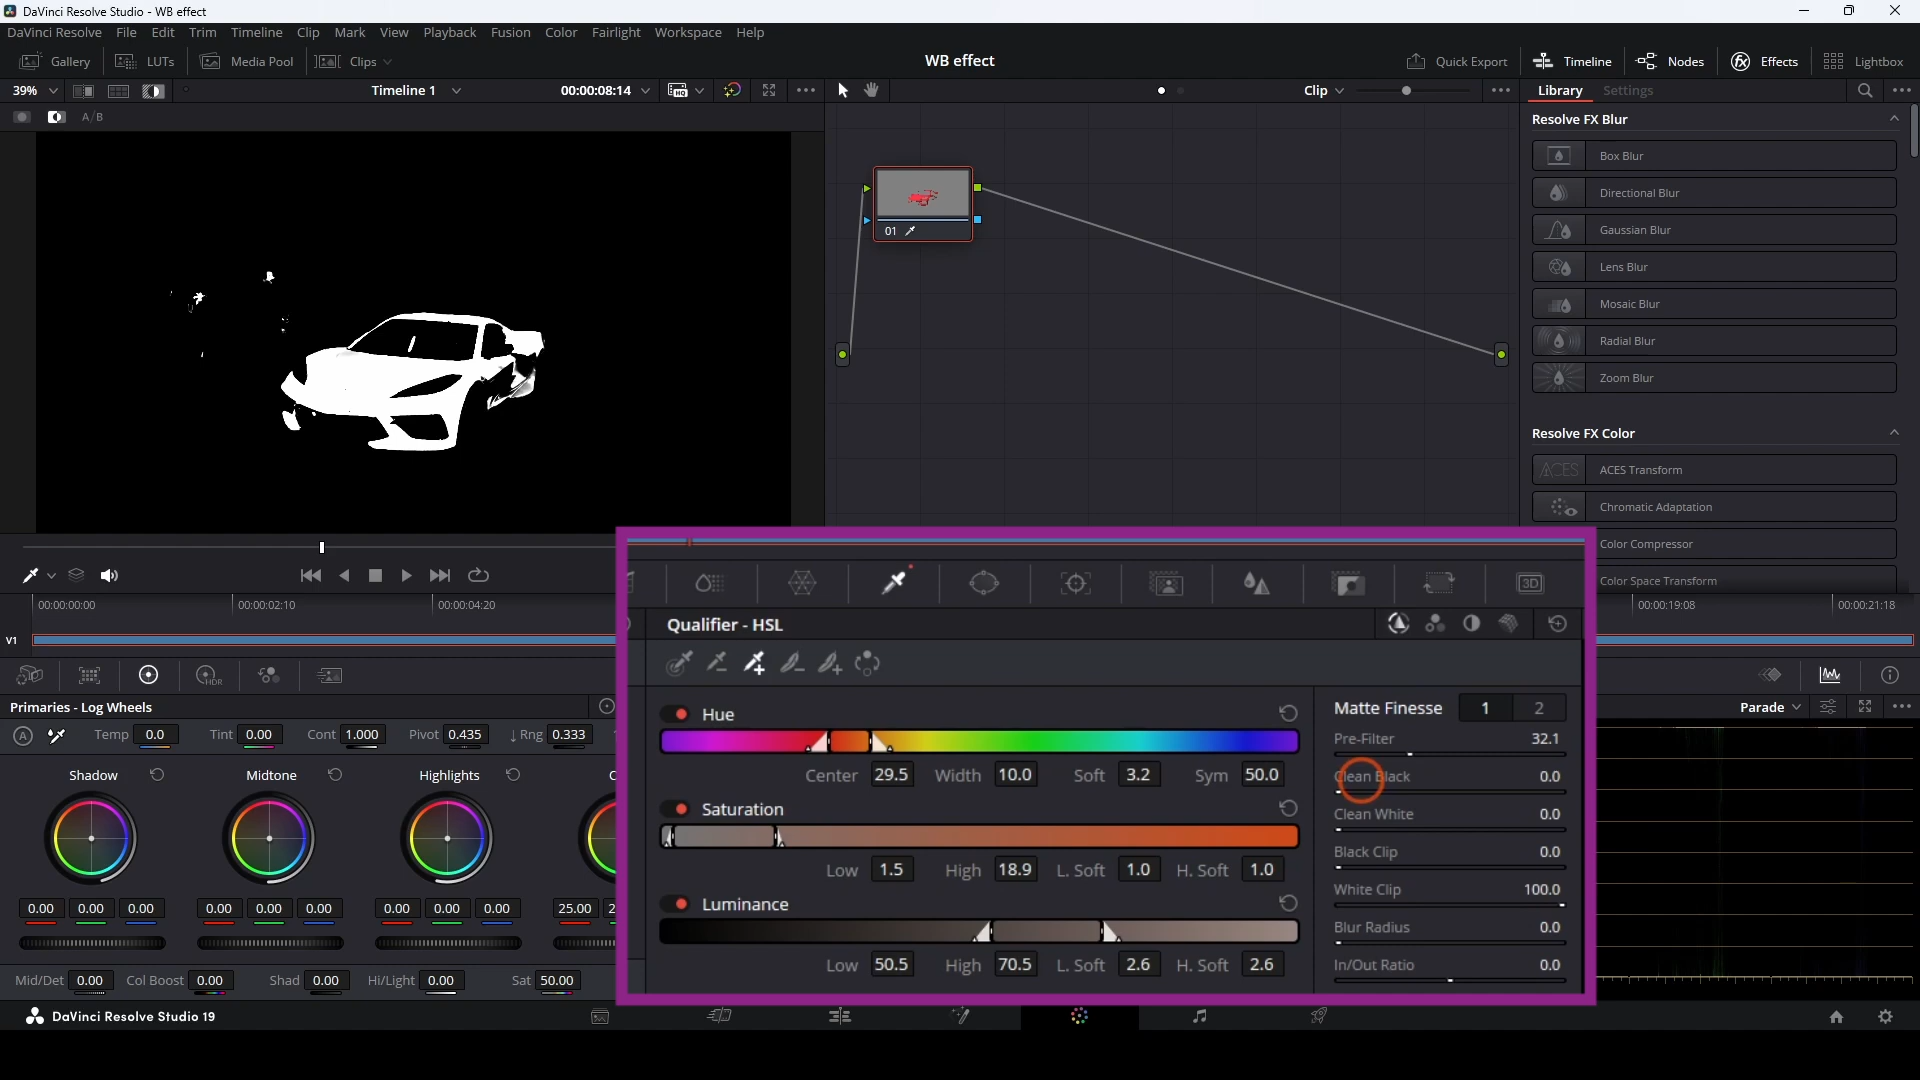 DaVinci Resolve Studio - WB effect
DaVinci Resolve File Edit Trim Timeline Clip Mark View Playback Fusion Color Fairlight Workspace Help
Gallery LUTs Media Pool Clips WB effect Quick Export Timeline Nodes Effects Lightbox
39% Timeline 1 00:00:08:14 Clip Library Settings
A/B
Resolve FX Blur
Box Blur
Directional Blur
Gaussian Blur
Lens Blur
Mosaic Blur
Radial Blur
Zoom Blur
01
Resolve FX Color
ACES ACES Transform
Chromatic Adaptation
Color Compressor
Color Space Transform
00:00:00:00 00:00:02:10 00:00:04:20 00:00:19:08 00:00:21:18
V1
HDR
3D
Qualifier - HSL
Primaries - Log Wheels
Parade
A Temp 0.0 Tint 0.00 Cont 1.000 Pivot 0.435 Rng 0.333
Shadow Midtone Highlights
0.00 0.00 0.00 0.00 0.00 0.00 0.00 0.00 0.00 25.00
Mid/Det 0.00 Col Boost 0.00 Shad 0.00 Hi/Light 0.00 Sat 50.00
Hue
Center 29.5 Width 10.0 Soft 3.2 Sym 50.0
Saturation
Low 1.5 High 18.9 L. Soft 1.0 H. Soft 1.0
Luminance
Low 50.5 High 70.5 L. Soft 2.6 H. Soft 2.6
Matte Finesse 1 2
Pre-Filter 32.1
Clean Black 0.0
Clean White 0.0
Black Clip 0.0
White Clip 100.0
Blur Radius 0.0
In/Out Ratio 0.0
DaVinci Resolve Studio 19